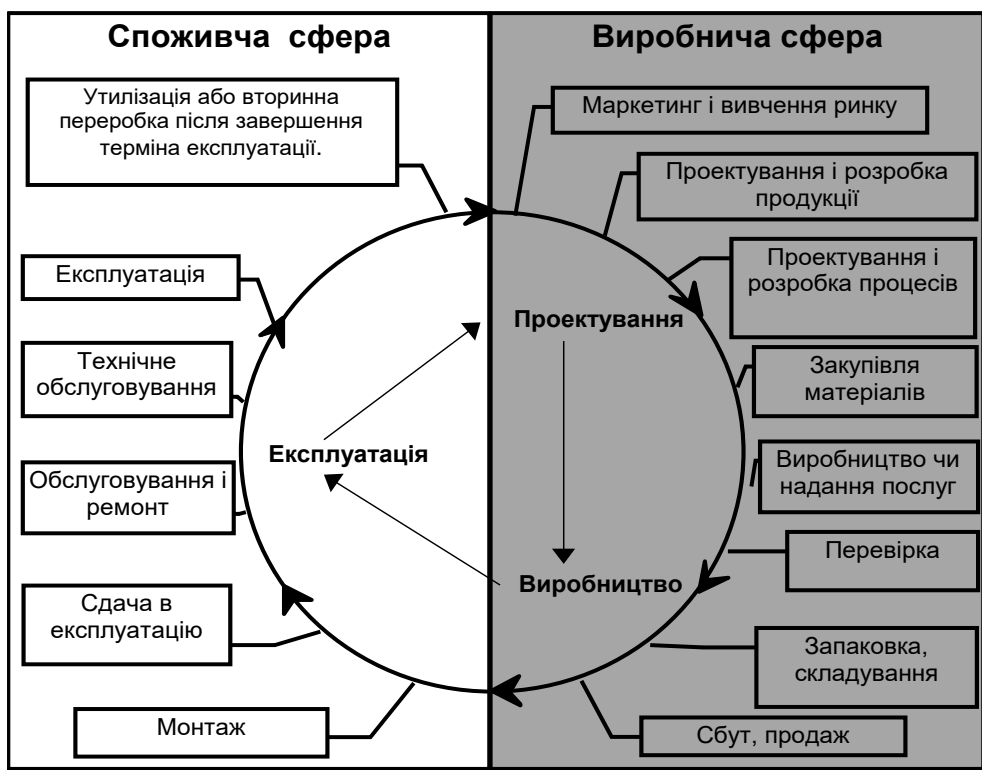 Споживча сфера
Виробнича сфера
Утилізація або вторинна
переробка після завершення
терміна експлуатації.
Маркетинг і вивчення ринку
Проектування і розробка
продукції
Проектування і
розробка процесів
Експлуатація
Проектування
Технічне
обслуговування
Закупівля
матеріалів
Експлуатація
Виробництво чи
надання послуг
Обслуговування і
ремонт
Перевірка
Виробництво
Сдача в
експлуатацію
Запаковка,
складування
Монтаж
Сбут, продаж